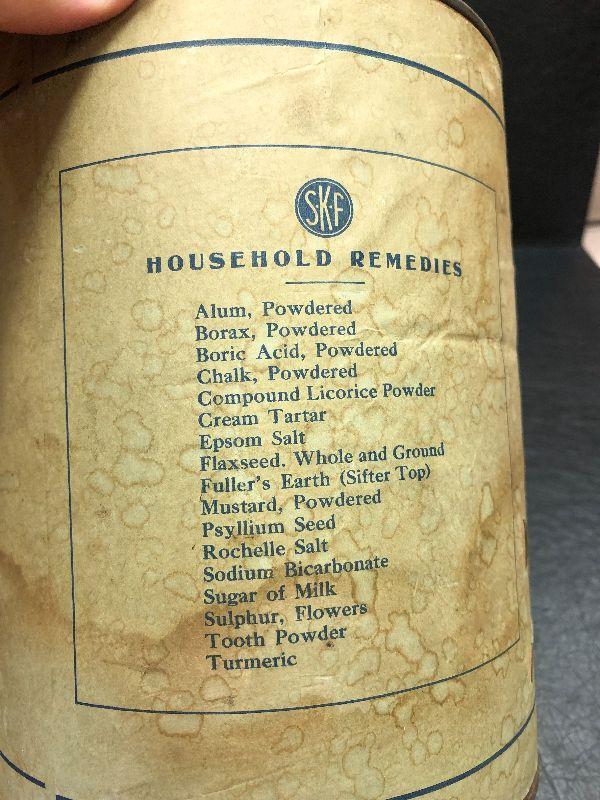 S·K·F
HOUSEHOLD REMEDIES
Alum, Powdered
Borax, Powdered
Boric Acid, Powdered
Chalk, Powdered
Compound Licorice Powder
Cream Tartar
Epsom Salt
Flaxseed. Whole and Ground
Fuller's Earth (Sifter Top)
Mustard, Powdered
Psyllium Seed
Rochelle Salt
Sodium Bicarbonate
Sugar of Milk
Sulphur, Flowers
Tooth Powder
Turmeric